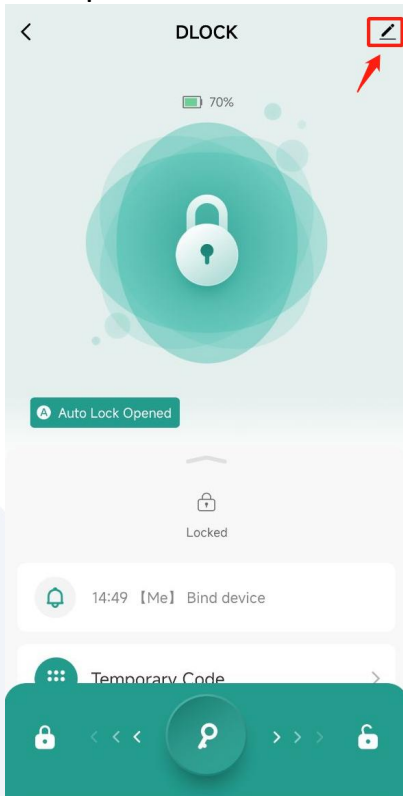 DLOCK
70%
A Auto Lock Opened
Locked
14:49 【Me】 Bind device
Temporary Code